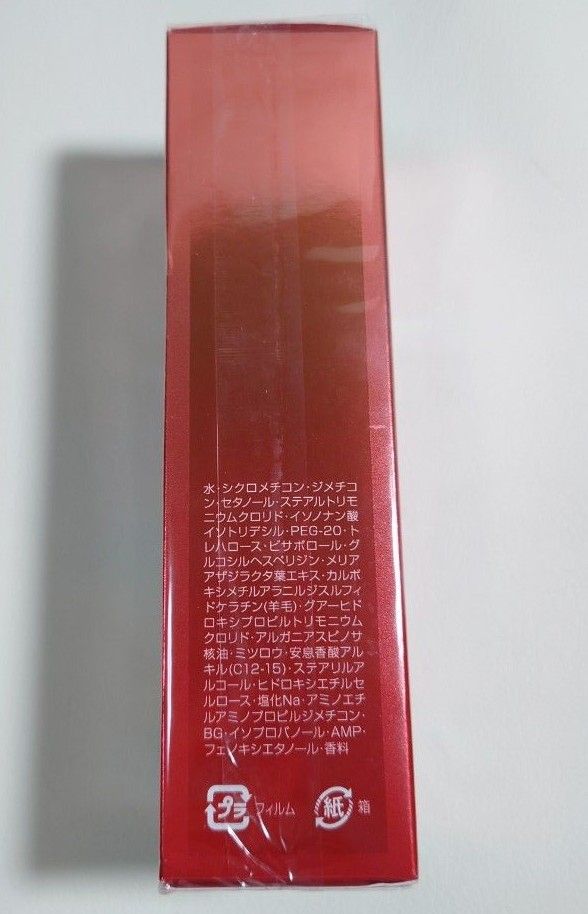 水･シクロメチコン･ジメチコ
ン･セタノール･ステアルトリモ
ニウムクロリド･イソノナン酸
イソトリデシル･PEG-20･ト
レハロース･ビサボロール･グ
ルコシルヘスペリジン･メリア
アザジラクタ葉エキス･カルボ
キシメチルアラニルジスルフィ
ドケラチン(羊毛)･グアーヒド
ロキシプロピルトリモニウム
クロリド･アルガニアスピノサ
核油･ミツロウ･安息香酸アル
キル(C12-15)･ステアリルア
ルコール･ヒドロキシエチルセ
ルロース･塩化Na･アミノエチ
ルアミノプロピルジメチコン･
BG･イソプロパノール･AMP･
フェノキシエタノール･香料
プラ フィルム 紙 箱